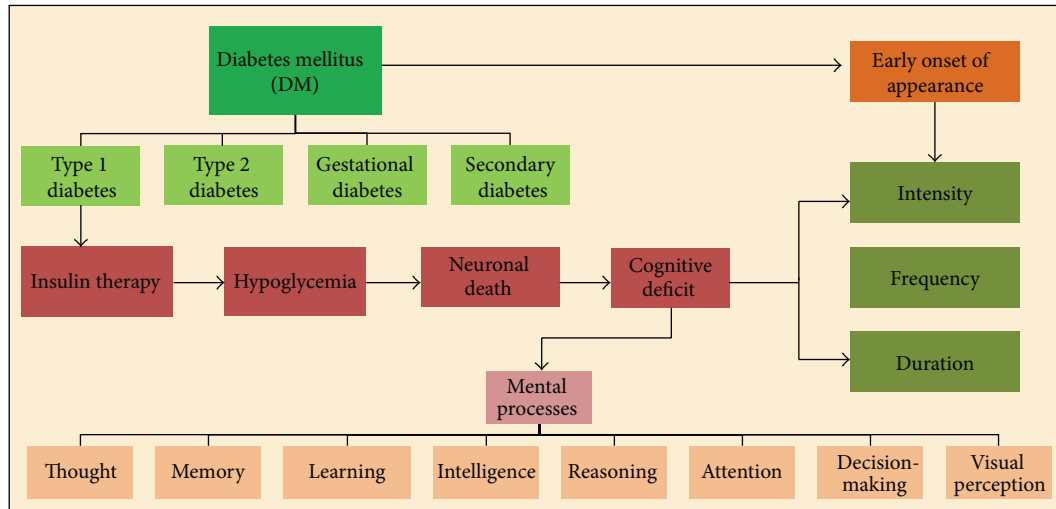 Diabetes mellitus
(DM)
Early onset of
appearance
Type 1
diabetes
Type 2
diabetes
Gestational
diabetes
Secondary
diabetes
Intensity
Insulin therapy
Hypoglycemia
Neuronal
death
Cognitive
deficit
Frequency
Duration
Mental
processes
Thought
Memory
Learning
Intelligence
Reasoning
Attention
Decision-
making
Visual
perception